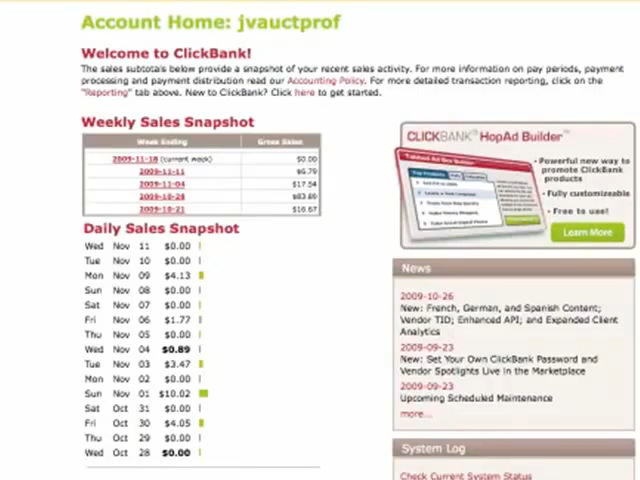 Account Home: jvauctprof
Welcome to ClickBank!
The sales subtotals below provide a snapshot of your recent sales activity. For more information on pay periods, payment
processing and payment distribution read our Accounting Policy. For more detailed transaction reporting, click on the
"Reporting" tab above. New to ClickBank? Click here to get started.
Weekly Sales Snapshot
Week Ending Gross Sales
2009-11-18 (current week) $0.00
2009-11-11 $6.79
2009-11-04 $17.54
2009-10-28 $83.89
2009-10-21 $16.67
Daily Sales Snapshot
Wed Nov 11 $0.00
Tue Nov 10 $0.00
Mon Nov 09 $4.13
Sun Nov 08 $0.00
Sat Nov 07 $0.00
Fri Nov 06 $1.77
Thu Nov 05 $0.00
Wed Nov 04 $0.89
Tue Nov 03 $3.47
Mon Nov 02 $0.00
Sun Nov 01 $10.02
Sat Oct 31 $0.00
Fri Oct 30 $4.05
Thu Oct 29 $0.00
Wed Oct 28 $0.00
CLICKBANK HopAd Builder™
• Powerful new way to
promote ClickBank
products
• Fully customizeable
• Free to use!
Learn More
News
2009-10-26
New: French, German, and Spanish Content;
Vendor TID; Enhanced API; and Expanded Client
Analytics
2009-09-23
New: Set Your Own ClickBank Password and
Vendor Spotlights Live in the Marketplace
2009-09-23
Upcoming Scheduled Maintenance
more...
System Log
Check Current System Status